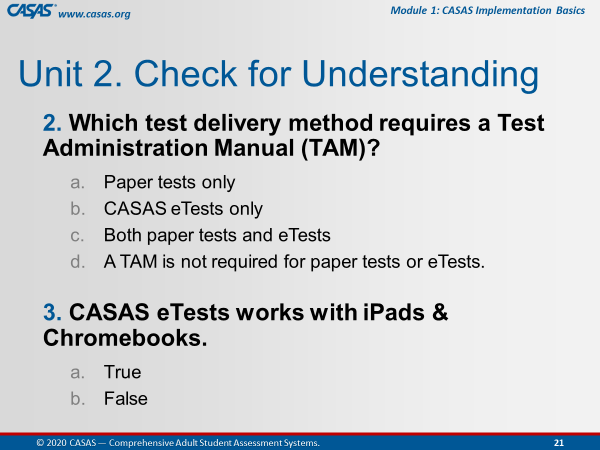 CASAS® www.casas.org
Module 1: CASAS Implementation Basics
Unit 2. Check for Understanding
2. Which test delivery method requires a Test
Administration Manual (TAM)?
a. Paper tests only
b. CASAS eTests only
c. Both paper tests and eTests
d. A TAM is not required for paper tests or eTests.
3. CASAS eTests works with iPads &
Chromebooks.
a. True
b. False
© 2020 CASAS — Comprehensive Adult Student Assessment Systems.
21